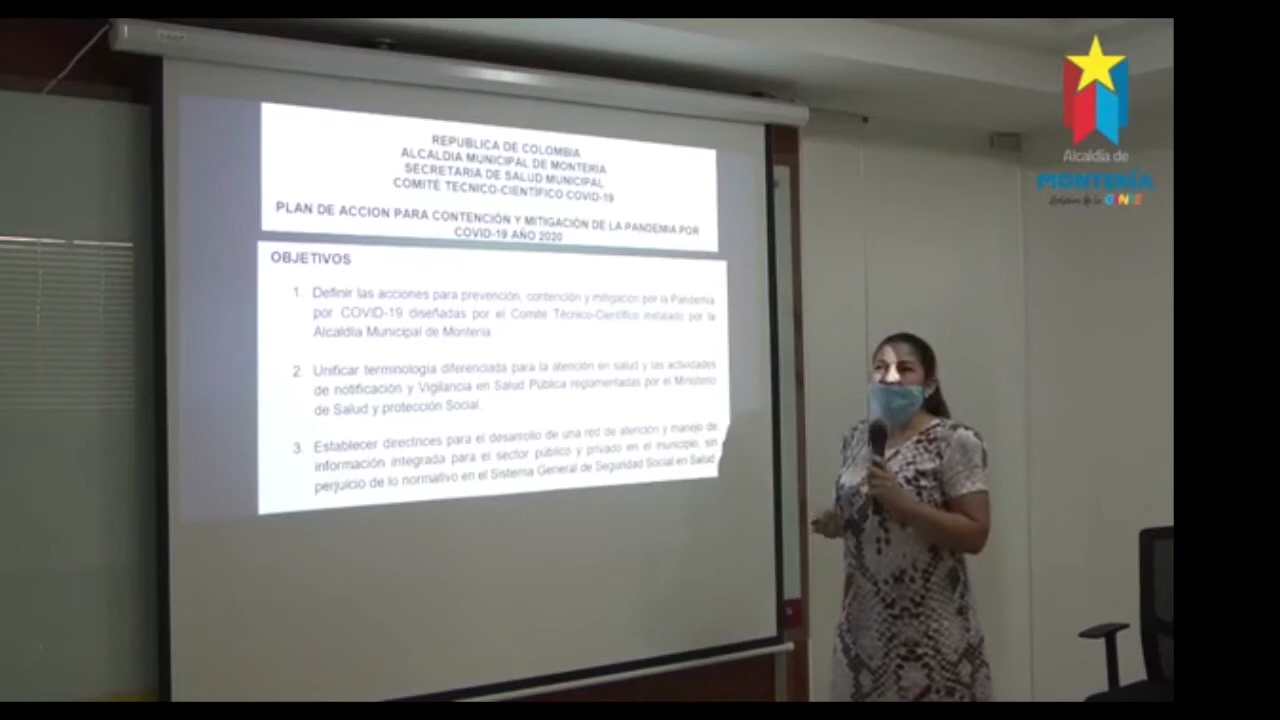 REPUBLICA DE COLOMBIA
ALCALDIA MUNICIPAL DE MONTERÍA
SECRETARIA DE SALUD MUNICIPAL
COMITÉ TECNICO-CIENTÍFICO COVID-19
PLAN DE ACCION PARA CONTENCIÓN Y MITIGACIÓN DE LA PANDEMIA POR
COVID-19 AÑO 2020
OBJETIVOS
1. Definir las acciones para prevención, contención y mitigación por la Pandemia
por COVID-19 diseñadas por el Comité Técnico-Científico instalado por la
Alcaldía Municipal de Montería
2. Unificar terminología diferenciada para la atención en salud y las actividades
de notificación y Vigilancia en Salud Pública reglamentadas por el Ministerio
de Salud y protección Social.
3. Establecer directrices para el desarrollo de una red de atención y manejo de
información integrada para el sector público y privado en el municipio, sin
perjuicio de lo normativo en el Sistema General de Seguridad Social en Salud
Alcaldía de
MONTERÍA
Gobierno de la GENTE